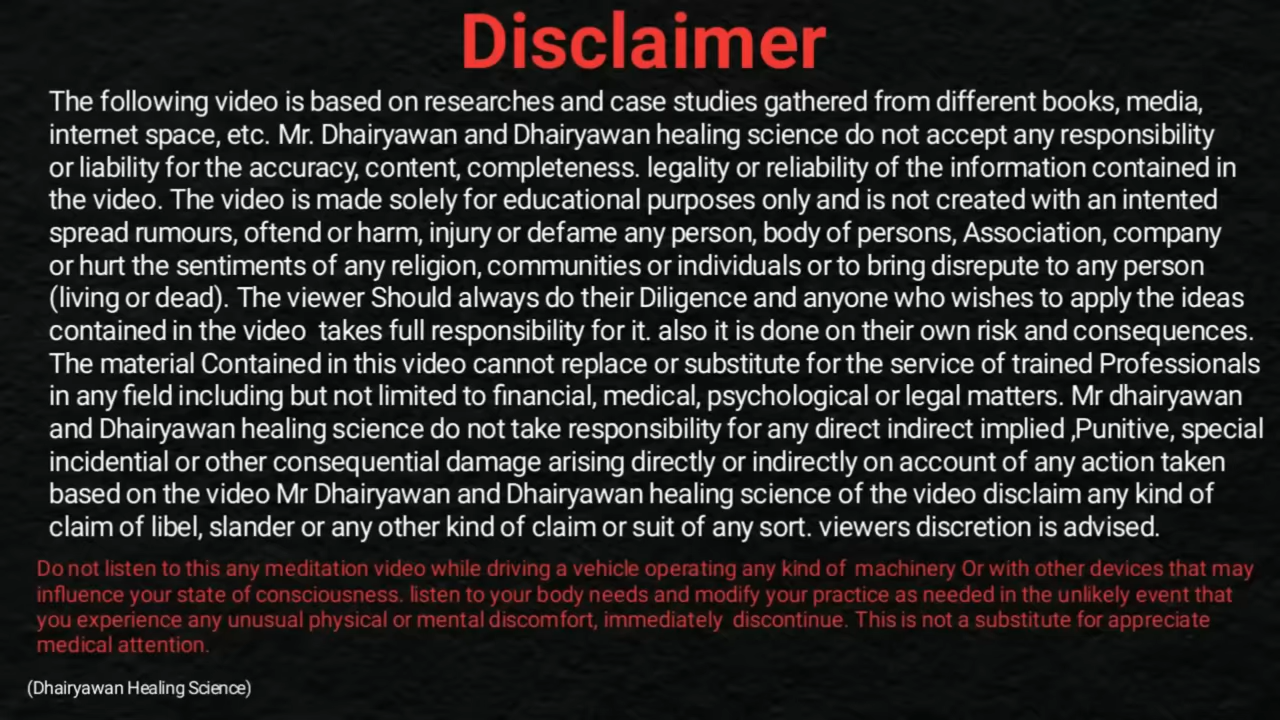 Disclaimer
The following video is based on researches and case studies gathered from different books, media,
internet space, etc. Mr. Dhairyawan and Dhairyawan healing science do not accept any responsibility
or liability for the accuracy, content, completeness. legality or reliability of the information contained in
the video. The video is made solely for educational purposes only and is not created with an intented
spread rumours, oftend or harm, injury or defame any person, body of persons, Association, company
or hurt the sentiments of any religion, communities or individuals or to bring disrepute to any person
(living or dead). The viewer Should always do their Diligence and anyone who wishes to apply the ideas
contained in the video  takes full responsibility for it. also it is done on their own risk and consequences.
The material Contained in this video cannot replace or substitute for the service of trained Professionals
in any field including but not limited to financial, medical, psychological or legal matters. Mr dhairyawan
and Dhairyawan healing science do not take responsibility for any direct indirect implied ,Punitive, special
incidential or other consequential damage arising directly or indirectly on account of any action taken
based on the video Mr Dhairyawan and Dhairyawan healing science of the video disclaim any kind of
claim of libel, slander or any other kind of claim or suit of any sort. viewers discretion is advised.
Do not listen to this any meditation video while driving a vehicle operating any kind of  machinery Or with other devices that may
influence your state of consciousness. listen to your body needs and modify your practice as needed in the unlikely event that
you experience any unusual physical or mental discomfort, immediately  discontinue. This is not a substitute for appreciate
medical attention.
(Dhairyawan Healing Science)